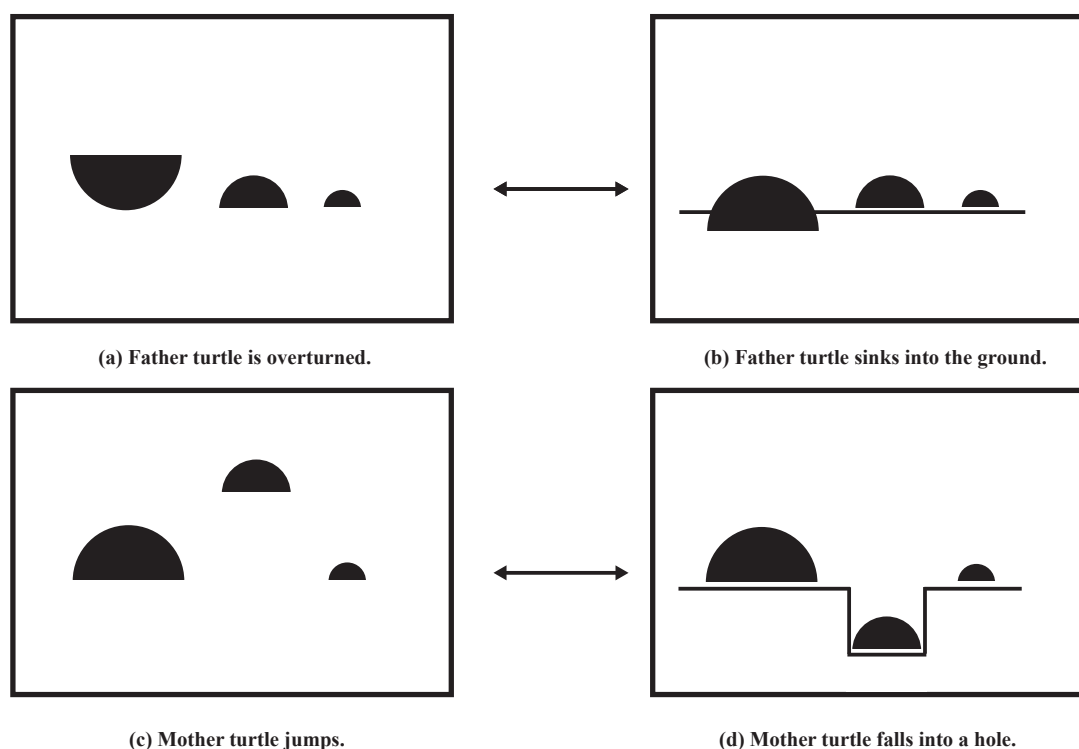 (a) Father turtle is overturned.
(b) Father turtle sinks into the ground.
(c) Mother turtle jumps.
(d) Mother turtle falls into a hole.